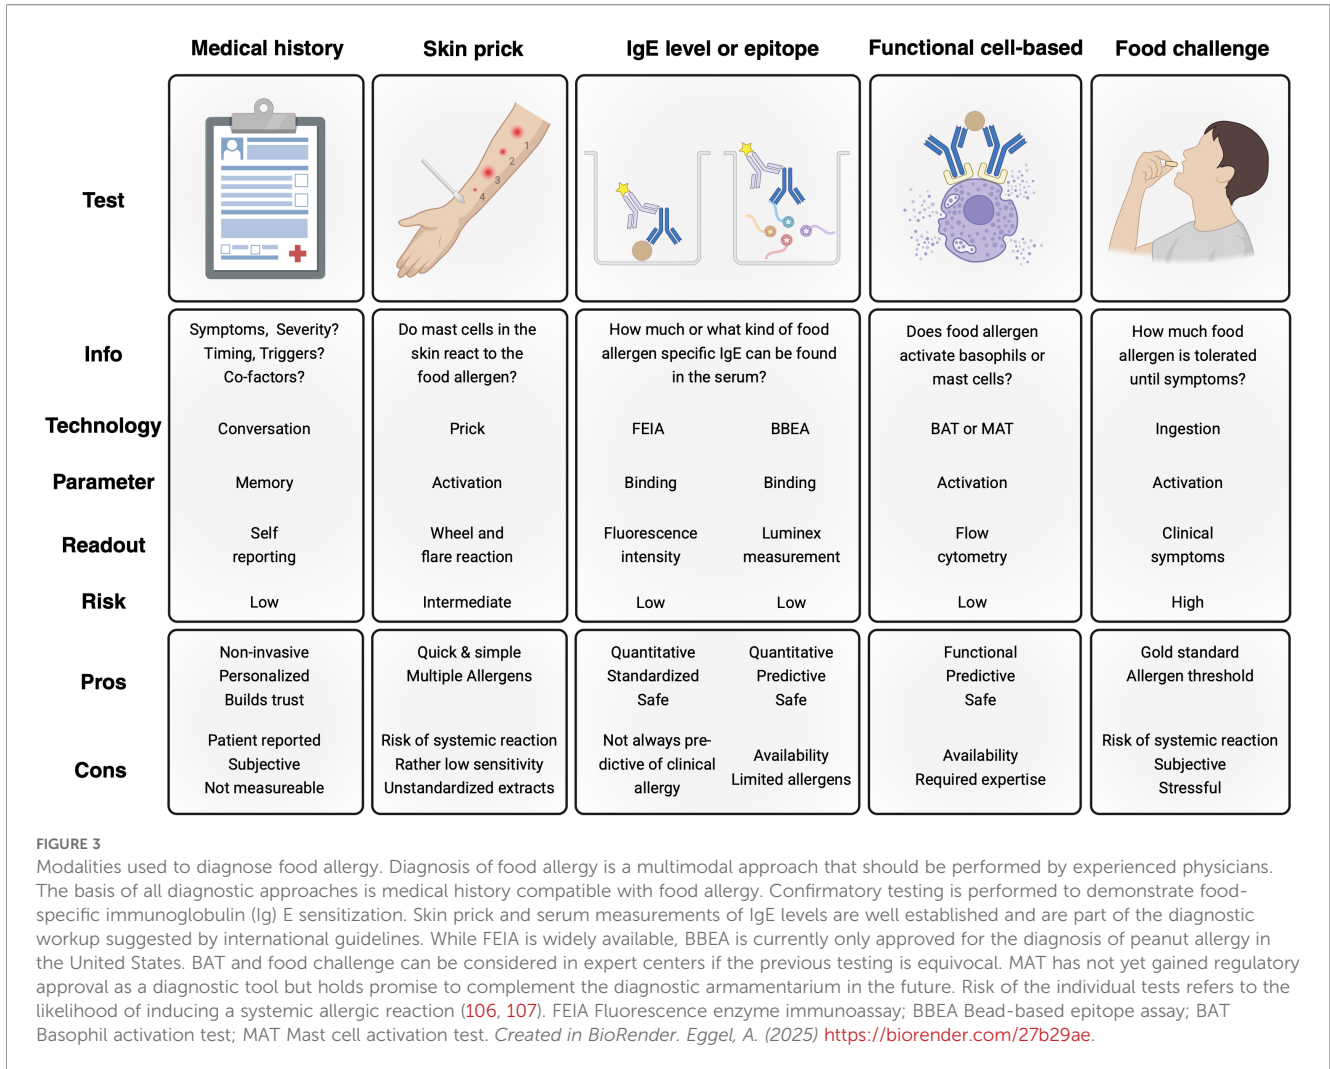 Medical history
Skin prick
IgE level or epitope
Functional cell-based
Food challenge
Test
1
2
3
4
Info
Symptoms, Severity?
Timing, Triggers?
Co-factors?
Do mast cells in the
skin react to the
food allergen?
How much or what kind of food
allergen specific IgE can be found
in the serum?
Does food allergen
activate basophils or
mast cells?
How much food
allergen is tolerated
until symptoms?
Technology
Conversation
Prick
FEIA
BBEA
BAT or MAT
Ingestion
Parameter
Memory
Activation
Binding
Binding
Activation
Activation
Readout
Self
reporting
Wheel and
flare reaction
Fluorescence
intensity
Luminex
measurement
Flow
cytometry
Clinical
symptoms
Risk
Low
Intermediate
Low
Low
Low
High
Pros
Non-invasive
Personalized
Builds trust
Quick & simple
Multiple Allergens
Quantitative
Standardized
Safe
Quantitative
Predictive
Safe
Functional
Predictive
Safe
Gold standard
Allergen threshold
Cons
Patient reported
Subjective
Not measureable
Risk of systemic reaction
Rather low sensitivity
Unstandardized extracts
Not always pre-
dictive of clinical
allergy
Availability
Limited allergens
Availability
Required expertise
Risk of systemic reaction
Subjective
Stressful
FIGURE 3
Modalities used to diagnose food allergy. Diagnosis of food allergy is a multimodal approach that should be performed by experienced physicians.
The basis of all diagnostic approaches is medical history compatible with food allergy. Confirmatory testing is performed to demonstrate food-
specific immunoglobulin (Ig) E sensitization. Skin prick and serum measurements of IgE levels are well established and are part of the diagnostic
workup suggested by international guidelines. While FEIA is widely available, BBEA is currently only approved for the diagnosis of peanut allergy in
the United States. BAT and food challenge can be considered in expert centers if the previous testing is equivocal. MAT has not yet gained regulatory
approval as a diagnostic tool but holds promise to complement the diagnostic armamentarium in the future. Risk of the individual tests refers to the
likelihood of inducing a systemic allergic reaction (106, 107). FEIA Fluorescence enzyme immunoassay; BBEA Bead-based epitope assay; BAT
Basophil activation test; MAT Mast cell activation test. Created in BioRender. Eggel, A. (2025) https://biorender.com/27b29ae.